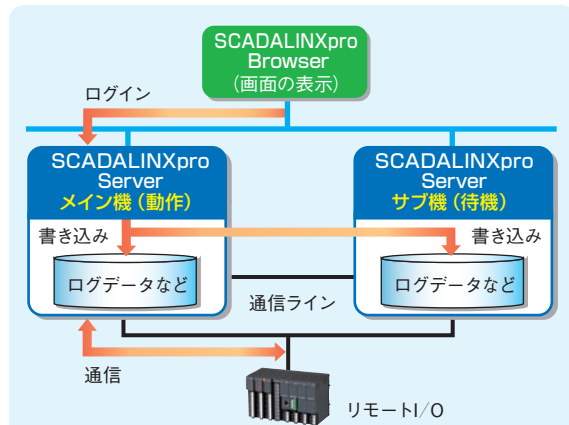 SCADALINXpro
Browser
(画面の表示)
ログイン
SCADALINXpro
Server
メイン機(動作)
SCADALINXpro
Server
サブ機(待機)
書き込み
書き込み
ログデータなど
ログデータなど
通信ライン
通信
リモートI/O